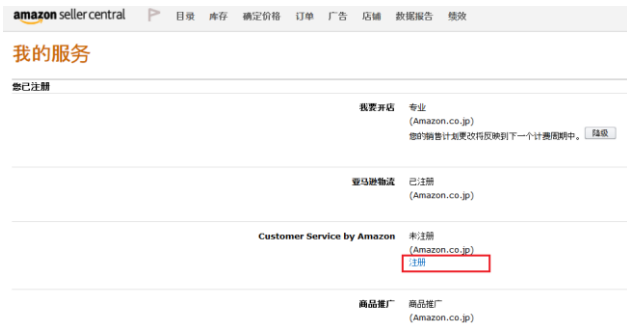 amazon seller central 目录 库存 确定价格 订单 广告 店铺 数据报告 绩效
我的服务
您已注册
我要开店 专业
(Amazon.co.jp)
您的销售计划更改将反映到下一个计费周期中。 降级
亚马逊物流 已注册
(Amazon.co.jp)
Customer Service by Amazon 未注册
(Amazon.co.jp)
注册
商品推广 商品推广
(Amazon.co.jp)